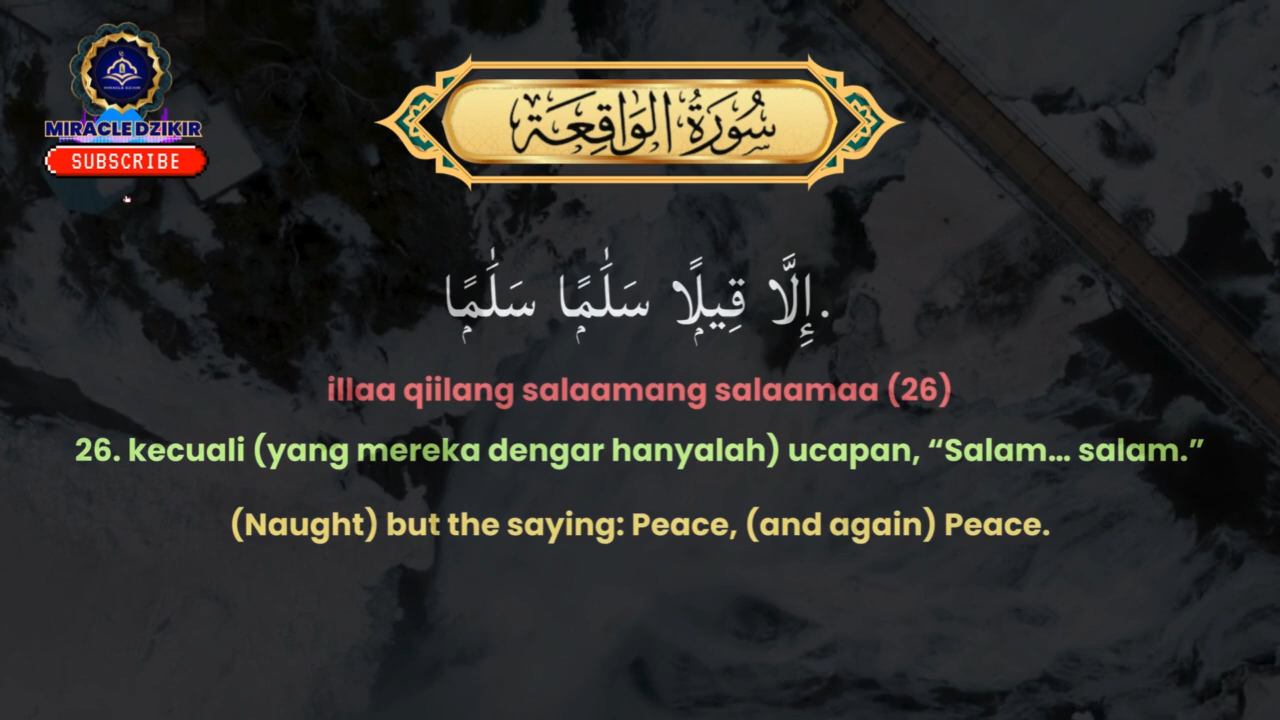 MIRACLE DZIKIR
SUBSCRIBE
سُورَةُ الوَاقِعَة
إِلَّا قِيلًۭا سَلَٰمًۭا سَلَٰمًۭا.
illaa qiilang salaamang salaamaa (26)
26. kecuali (yang mereka dengar hanyalah) ucapan, “Salam... salam.”
(Naught) but the saying: Peace, (and again) Peace.